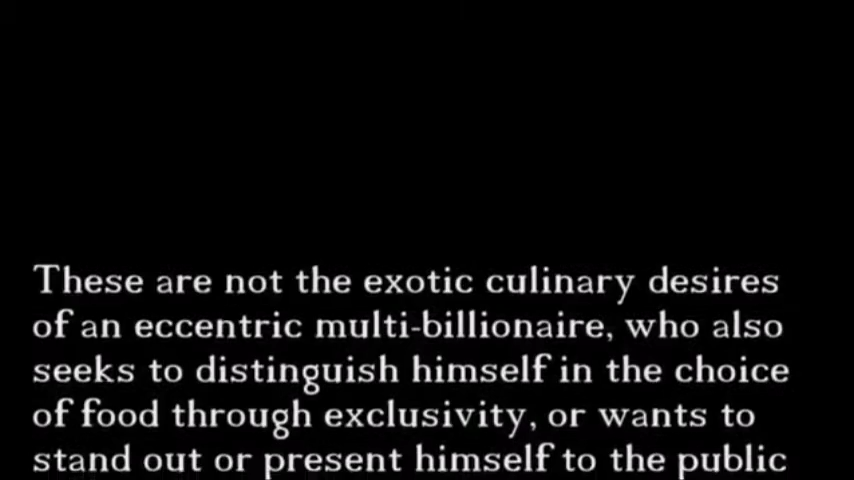 These are not the exotic culinary desires
of an eccentric multi-billionaire, who also
seeks to distinguish himself in the choice
of food through exclusivity, or wants to
stand out or present himself to the public